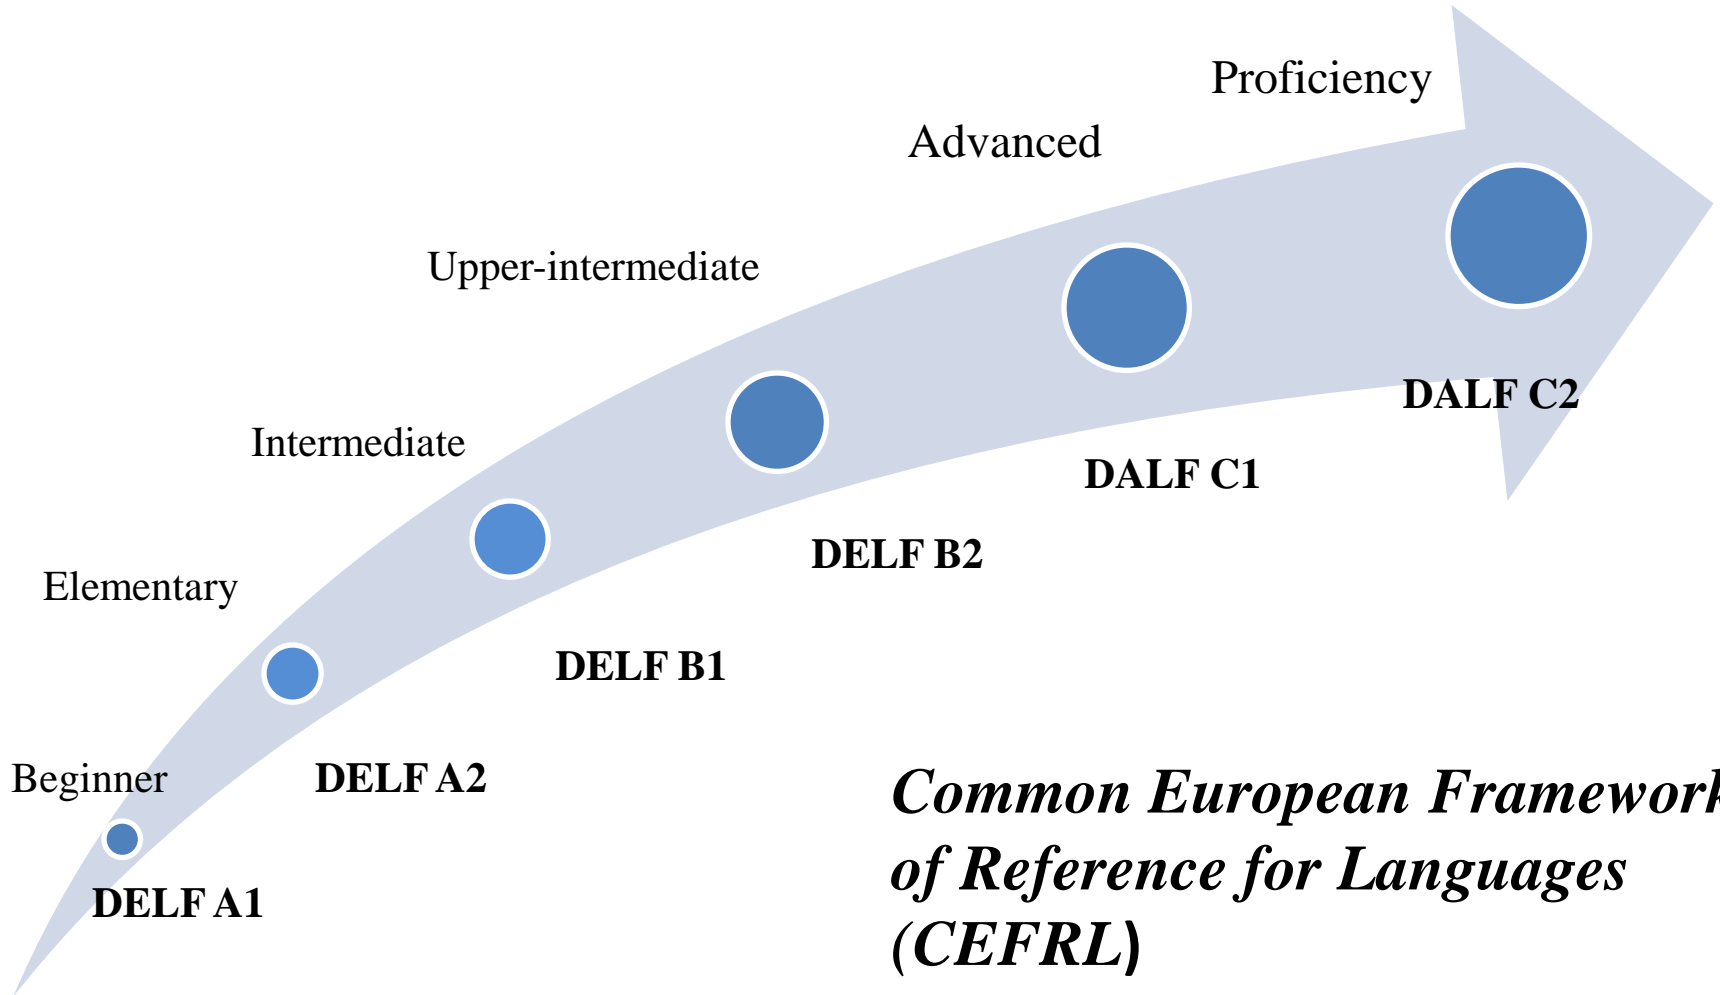 Proficiency
Advanced
Upper-intermediate
DALF C2
Intermediate
DALF C1
DELF B2
Elementary
DELF B1
Beginner
DELF A2
Common European Framework
of Reference for Languages
(CEFRL)
DELF A1